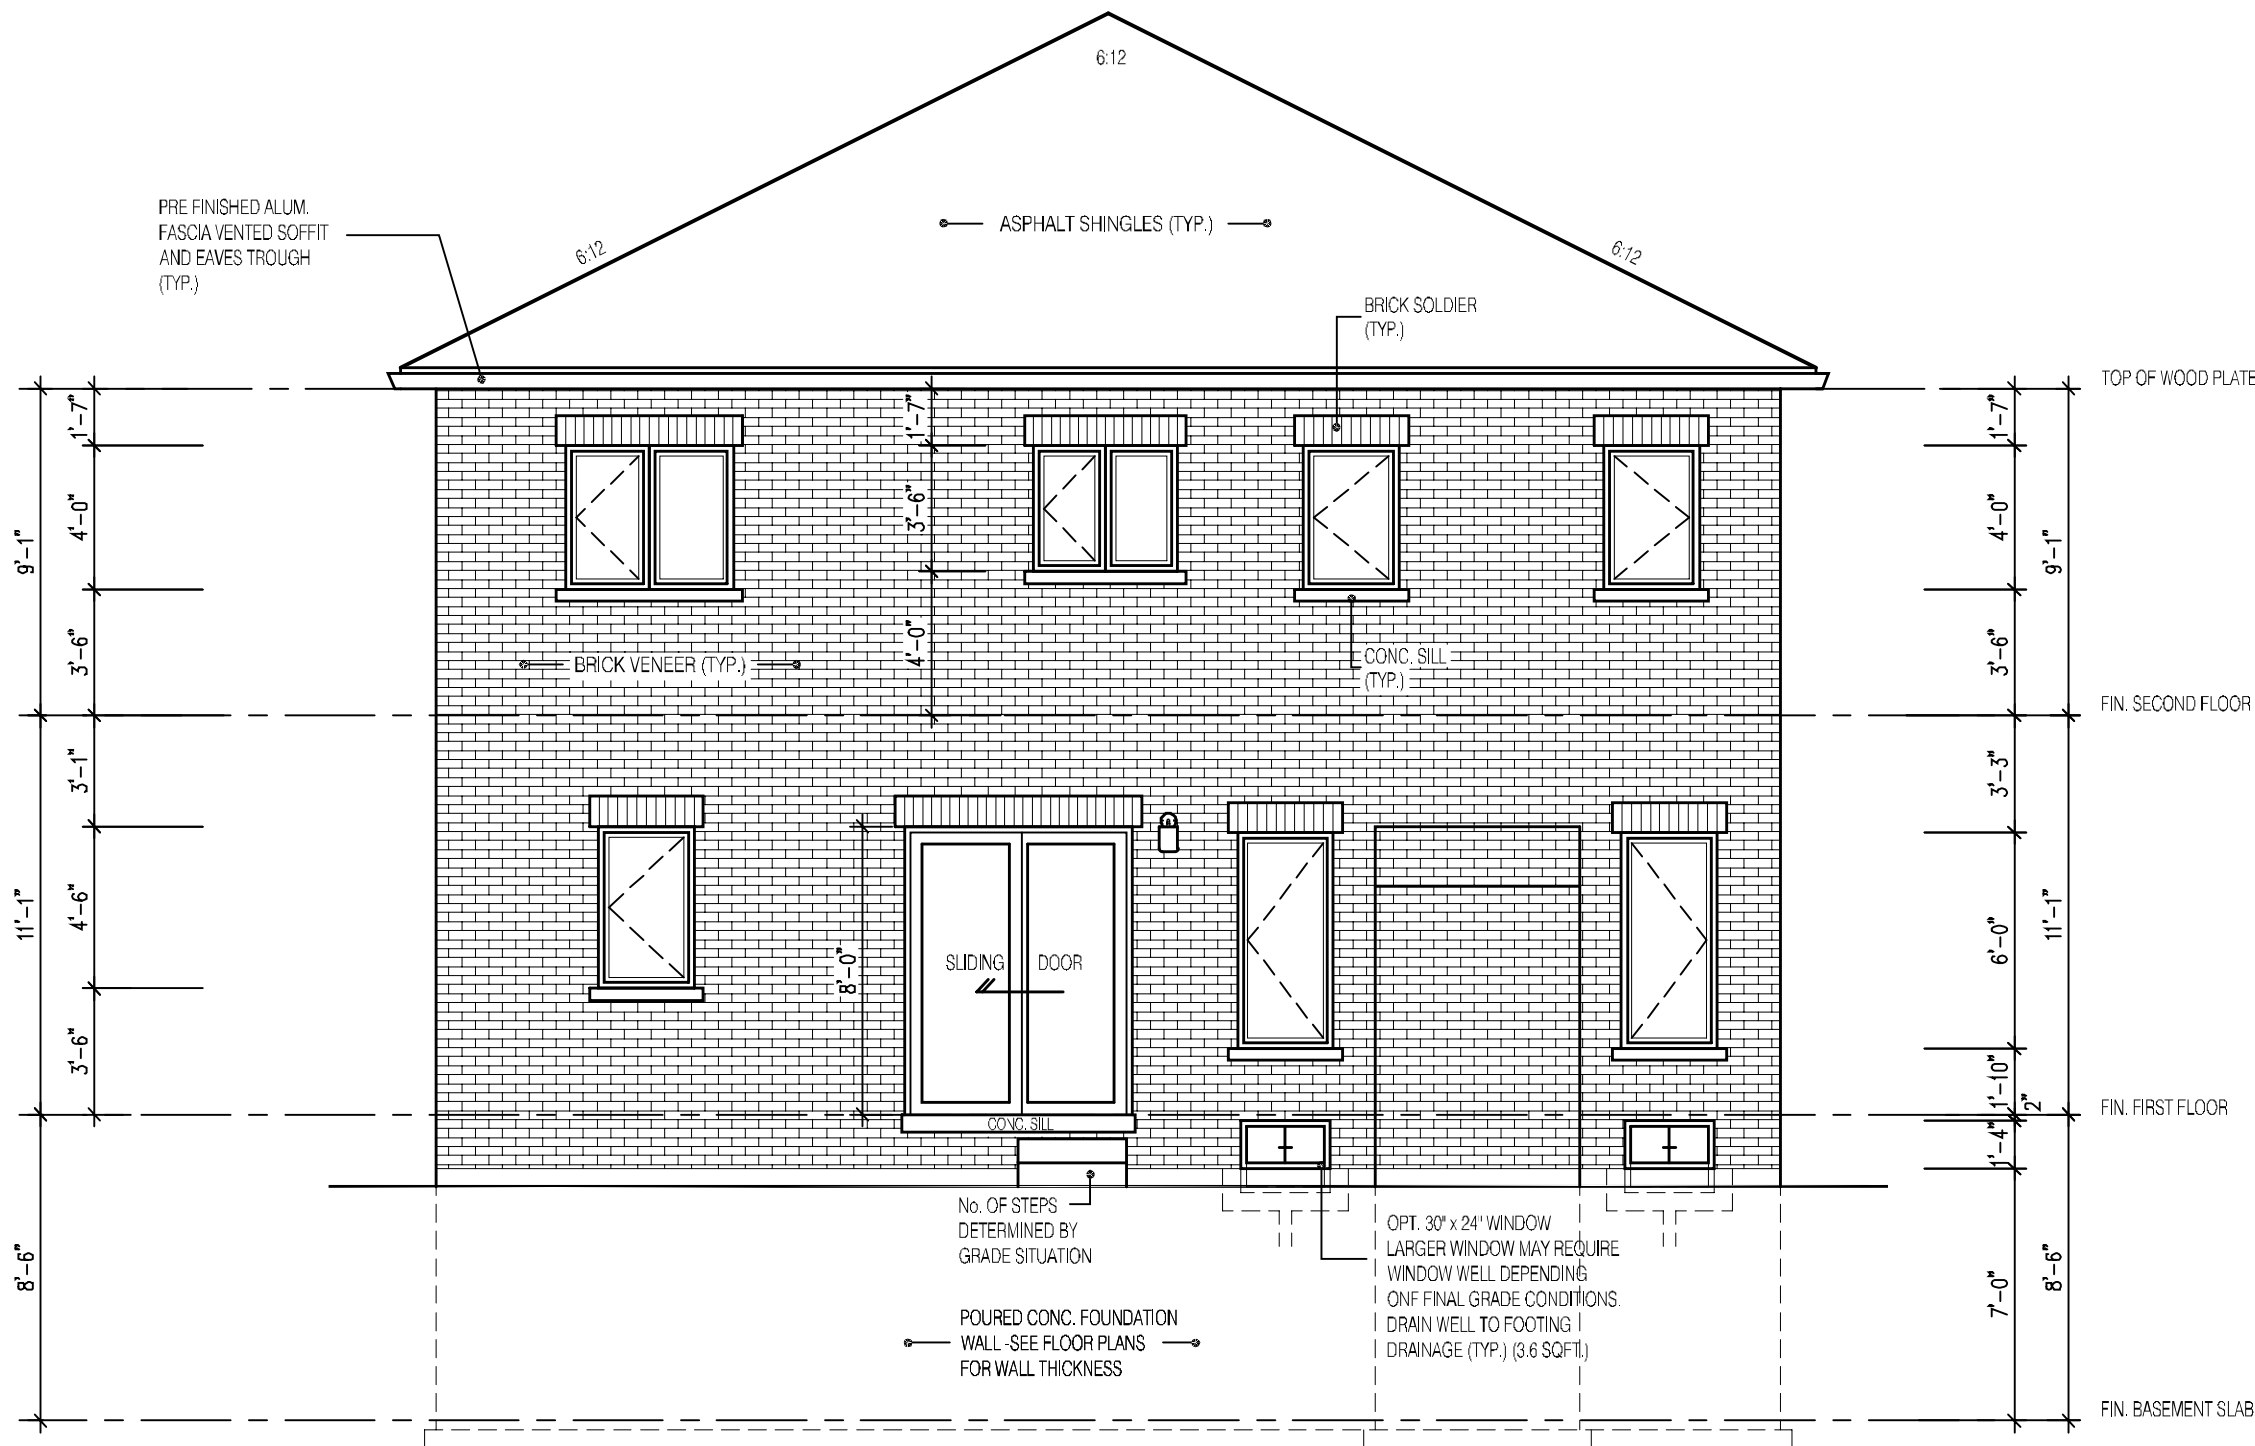 6:12
PRE FINISHED ALUM.
FASCIA VENTED SOFFIT
AND EAVES TROUGH
(TYP.)
6:12
ASPHALT SHINGLES (TYP.)
6:12
BRICK SOLDIER
(TYP.)
TOP OF WOOD PLATE
1'-7"
4'-0"
3'-6"
9'-1"
1'-7"
3'-6"
4'-0"
1'-7"
4'-0"
3'-6"
9'-1"
BRICK VENEER (TYP.)
CONC. SILL
(TYP.)
FIN. SECOND FLOOR
3'-1"
4'-6"
3'-6"
11'-1"
8'-0"
SLIDING DOOR
3'-3"
6'-0"
1'-10"
11'-1"
FIN. FIRST FLOOR
2"
1'-4"
CONC. SILL
No. OF STEPS
DETERMINED BY
GRADE SITUATION
OPT. 30" x 24" WINDOW
LARGER WINDOW MAY REQUIRE
WINDOW WELL DEPENDING
ONF FINAL GRADE CONDITIONS.
DRAIN WELL TO FOOTING
DRAINAGE (TYP.) (3.6 SQFT.)
8'-6"
7'-0"
8'-6"
POURED CONC. FOUNDATION
WALL -SEE FLOOR PLANS
FOR WALL THICKNESS
FIN. BASEMENT SLAB